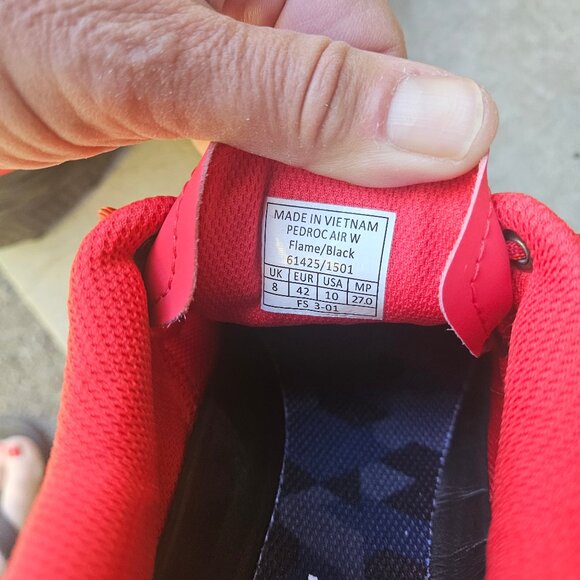 MADE IN VIETNAM
PEDROC AIR W
Flame/Black
61425/1501
UK EUR USA MP
8 42 10 27.0
FS 3-01